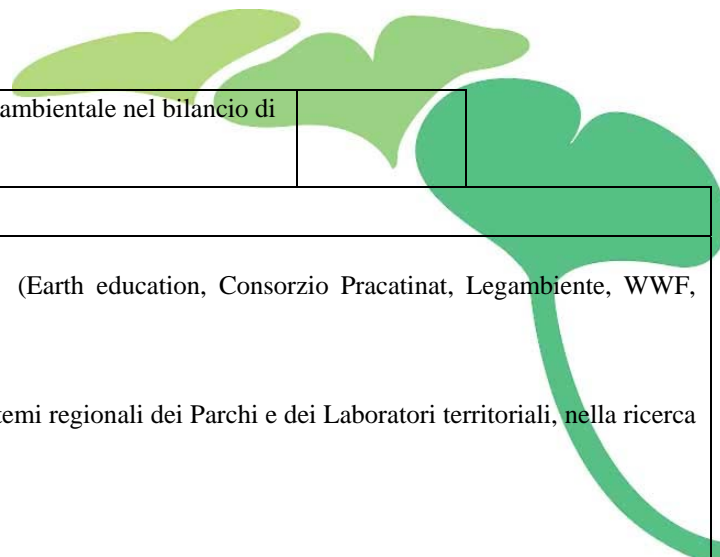 ambientale nel bilancio di
(Earth education, Consorzio Pracatinat, Legambiente, WWF,
temi regionali dei Parchi e dei Laboratori territoriali, nella ricerca